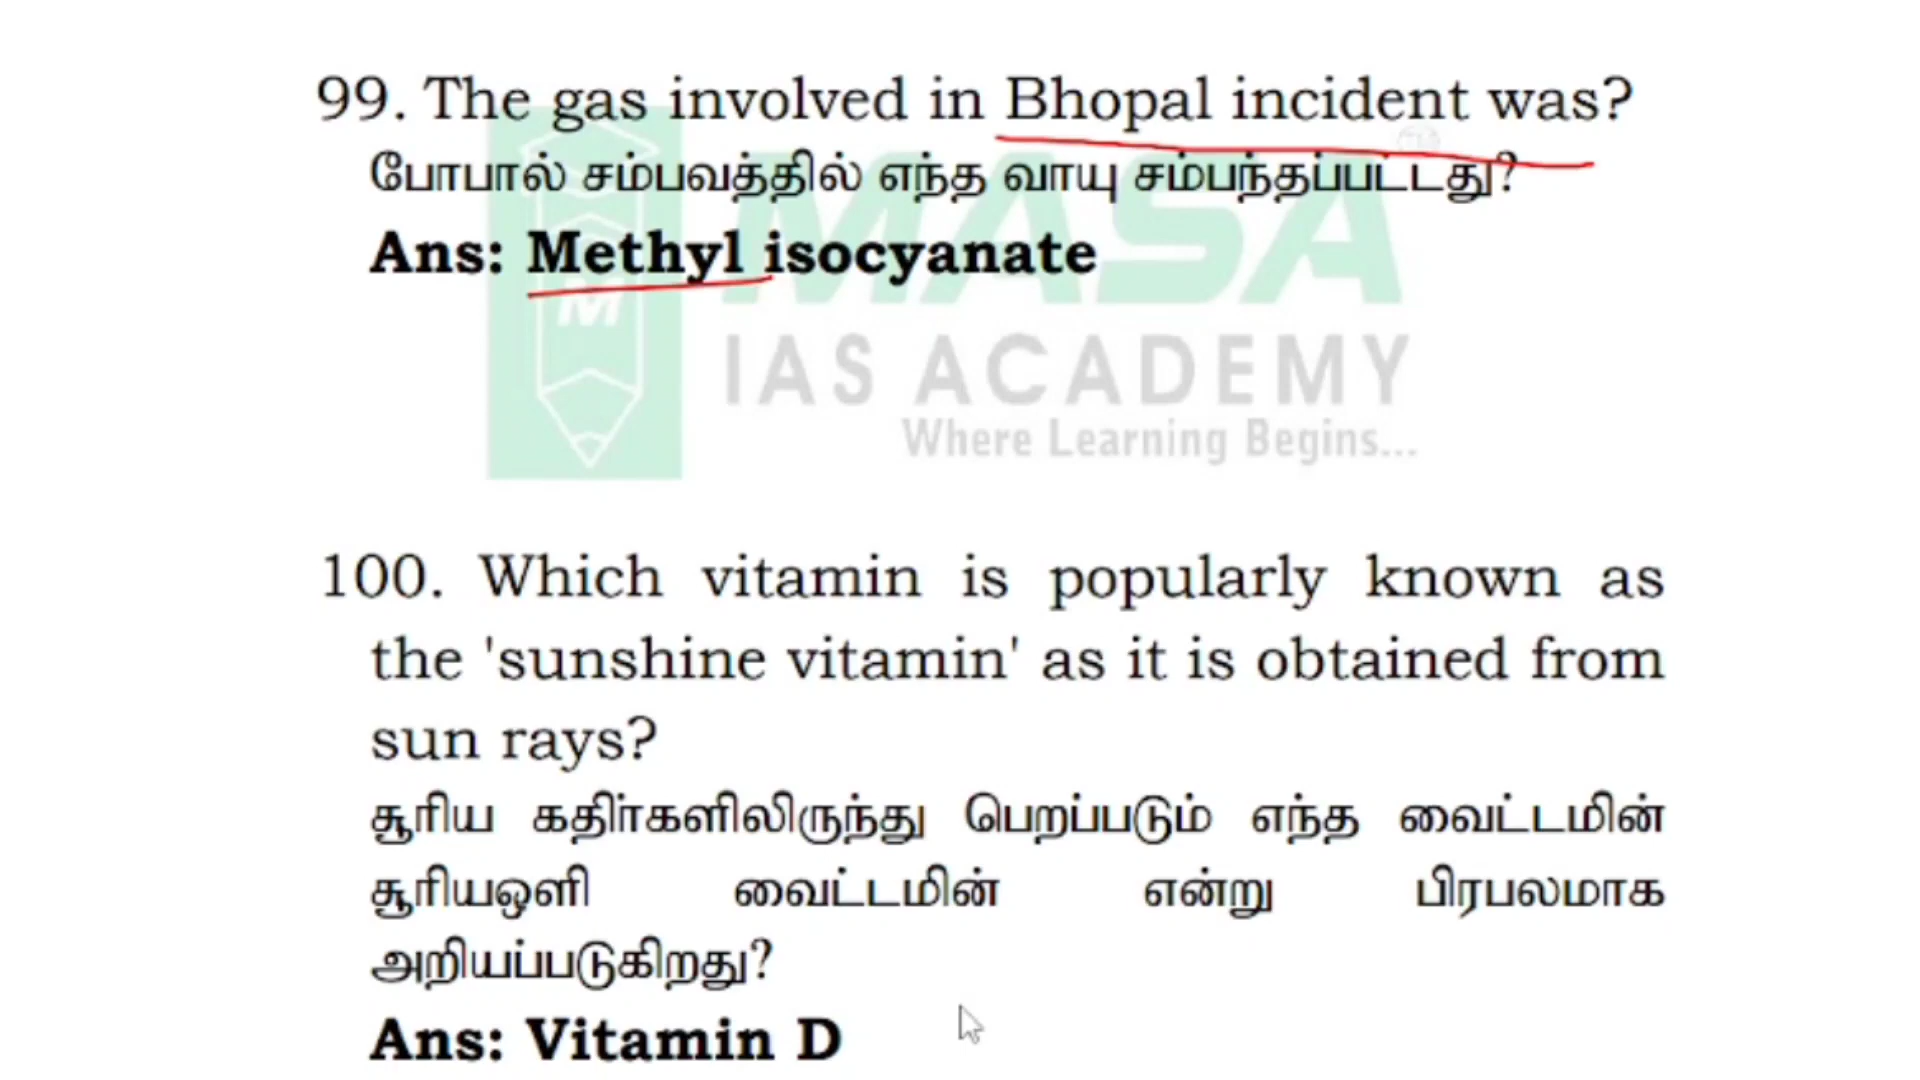 99. The gas involved in Bhopal incident was?
போபால் சம்பவத்தில் எந்த வாயு சம்பந்தப்பட்டது?
Ans: Methyl isocyanate
M
MASA
IAS ACADEMY
Where Learning Begins...
100. Which vitamin is popularly known as
the 'sunshine vitamin' as it is obtained from
sun rays?
சூரிய கதிர்களிலிருந்து பெறப்படும் எந்த வைட்டமின்
சூரியஒளி வைட்டமின் என்று பிரபலமாக
அறியப்படுகிறது?
Ans: Vitamin D